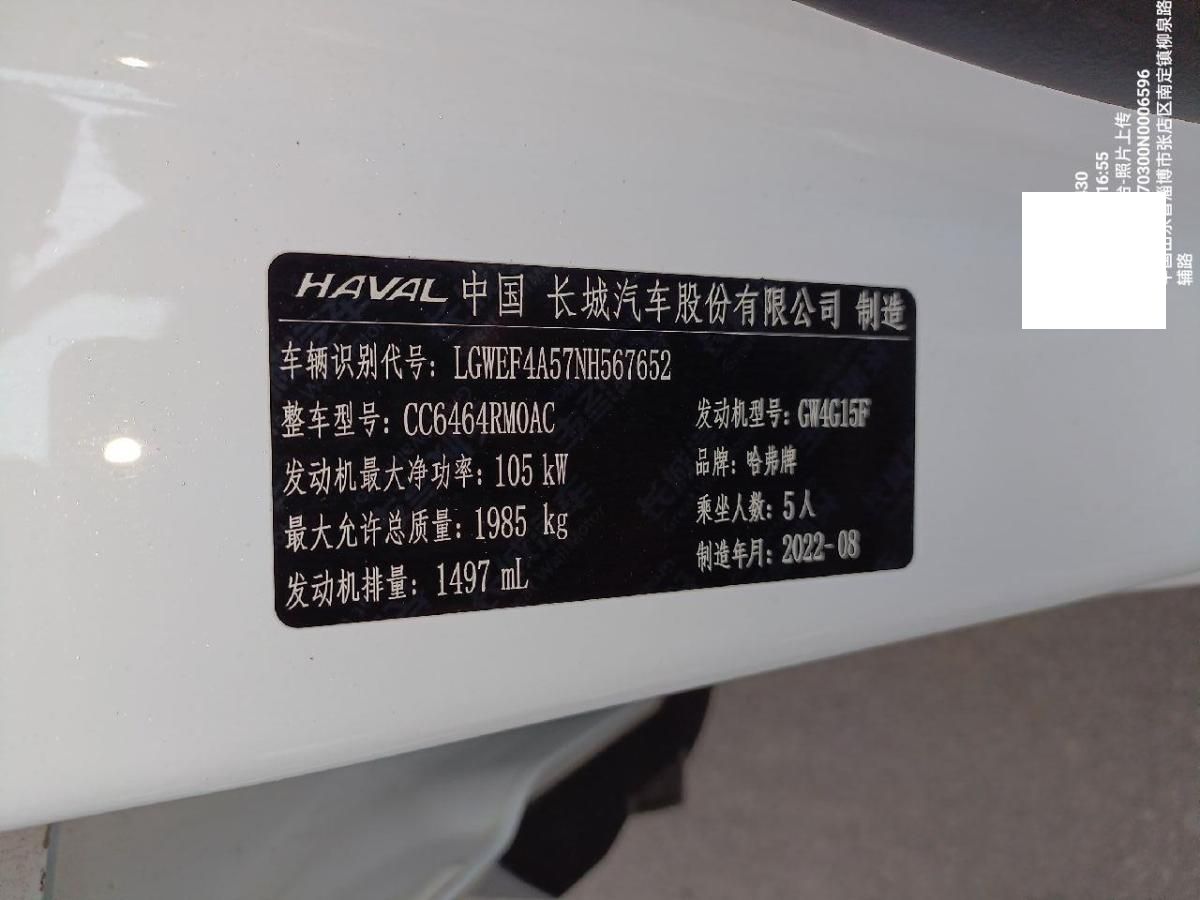 HAVAL 中国 长城汽车股份有限公司 制造
车辆识别代号: LGWEF4A57NH567652
整车型号: CC6464RM0AC
发动机最大净功率: 105 kW
最大允许总质量: 1985 kg
发动机排量: 1497 mL
发动机型号: GW4G15F
品牌: 哈弗牌
乘坐人数: 5人
制造年月: 2022-08
16:55
-照片上传
70300N0006596
淄博市张店区南定镇柳泉路
辅路